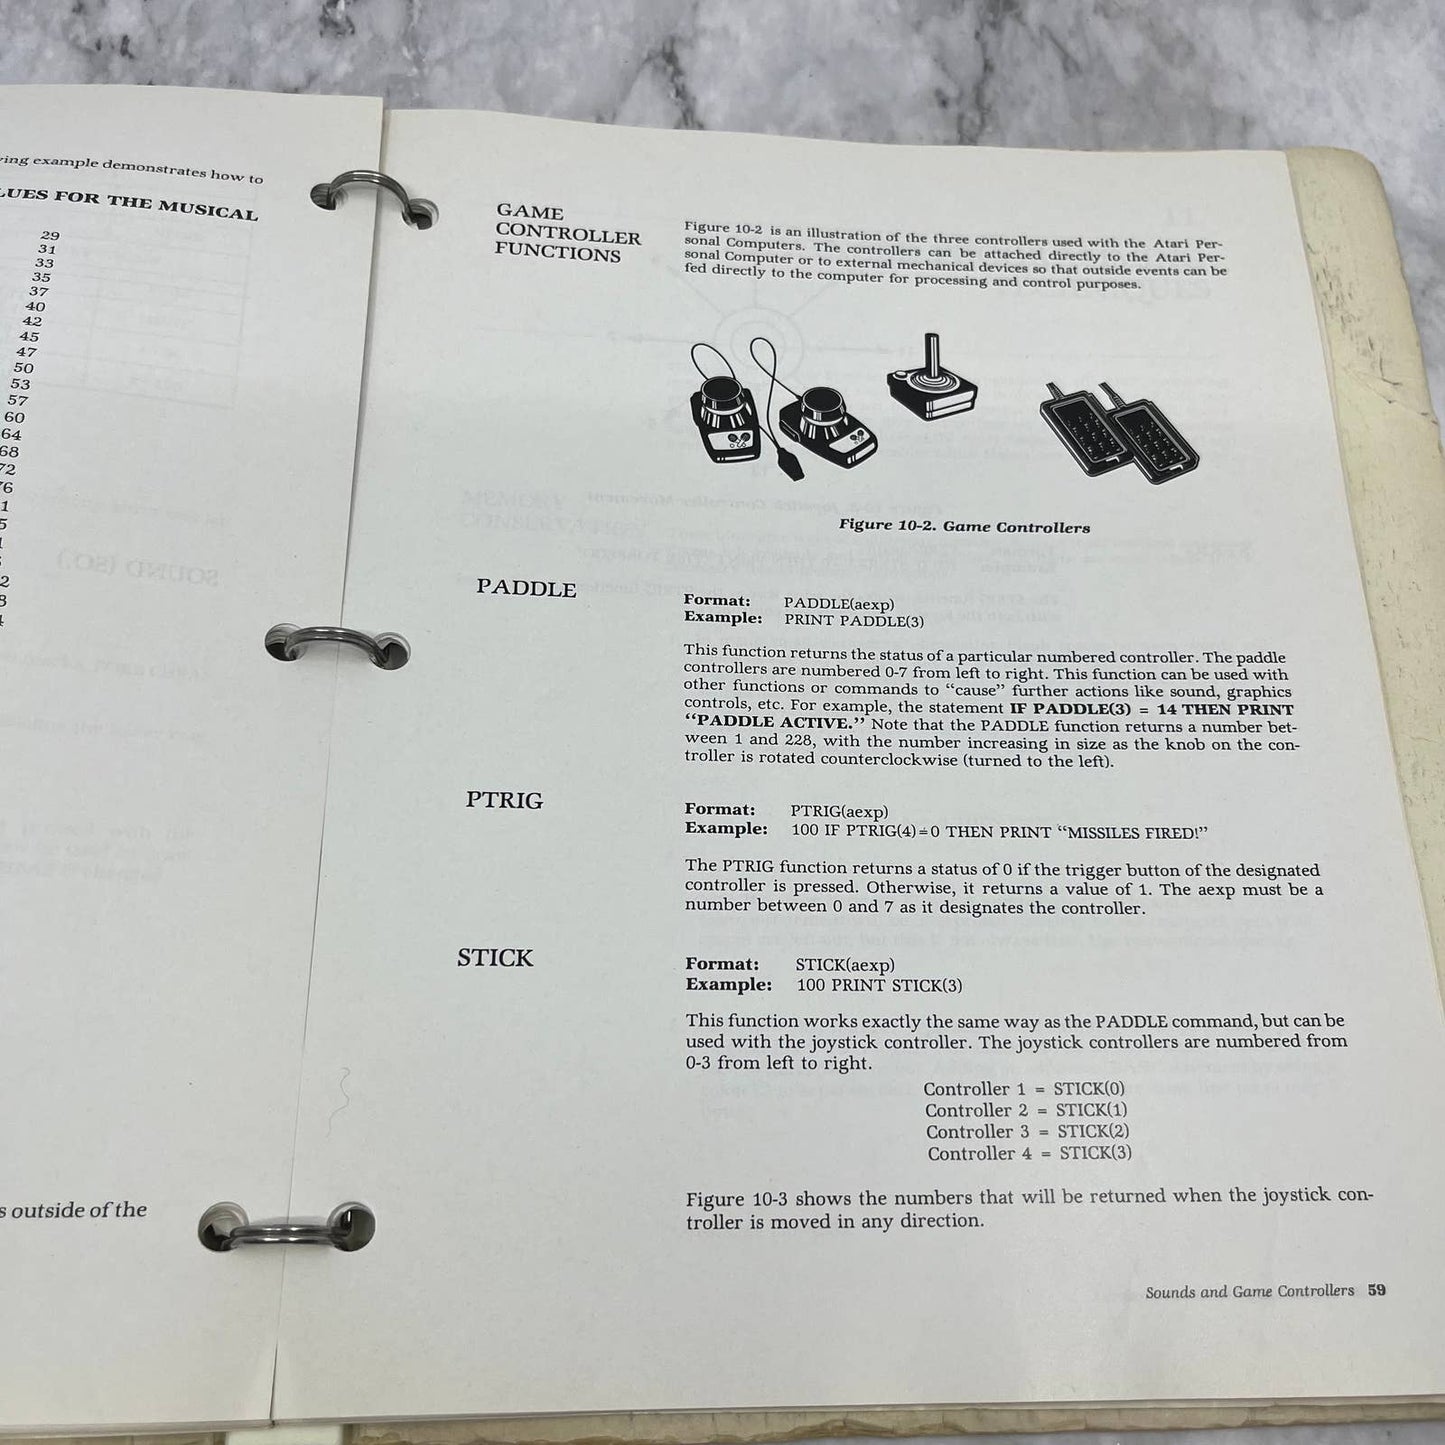 ing example demonstrates how to
LUES FOR THE MUSICAL
29
31
33
35
37
40
42
45
47
50
53
57
60
64
68
72
76
outside of the
GAME
CONTROLLER
FUNCTIONS
Figure 10-2 is an illustration of the three controllers used with the Atari Per-
sonal Computers. The controllers can be attached directly to the Atari Per-
sonal Computer or to external mechanical devices so that outside events can be
fed directly to the computer for processing and control purposes.
Figure 10-2. Game Controllers
PADDLE
Format: PADDLE(aexp)
Example: PRINT PADDLE(3)
This function returns the status of a particular numbered controller. The paddle
controllers are numbered 0-7 from left to right. This function can be used with
other functions or commands to “cause” further actions like sound, graphics
controls, etc. For example, the statement IF PADDLE(3) = 14 THEN PRINT
“PADDLE ACTIVE.” Note that the PADDLE function returns a number bet-
ween 1 and 228, with the number increasing in size as the knob on the con-
troller is rotated counterclockwise (turned to the left).
PTRIG
Format: PTRIG(aexp)
Example: 100 IF PTRIG(4)=0 THEN PRINT “MISSILES FIRED!”
The PTRIG function returns a status of 0 if the trigger button of the designated
controller is pressed. Otherwise, it returns a value of 1. The aexp must be a
number between 0 and 7 as it designates the controller.
STICK
Format: STICK(aexp)
Example: 100 PRINT STICK(3)
This function works exactly the same way as the PADDLE command, but can be
used with the joystick controller. The joystick controllers are numbered from
0-3 from left to right.
Controller 1 = STICK(0)
Controller 2 = STICK(1)
Controller 3 = STICK(2)
Controller 4 = STICK(3)
Figure 10-3 shows the numbers that will be returned when the joystick con-
troller is moved in any direction.
Sounds and Game Controllers 59